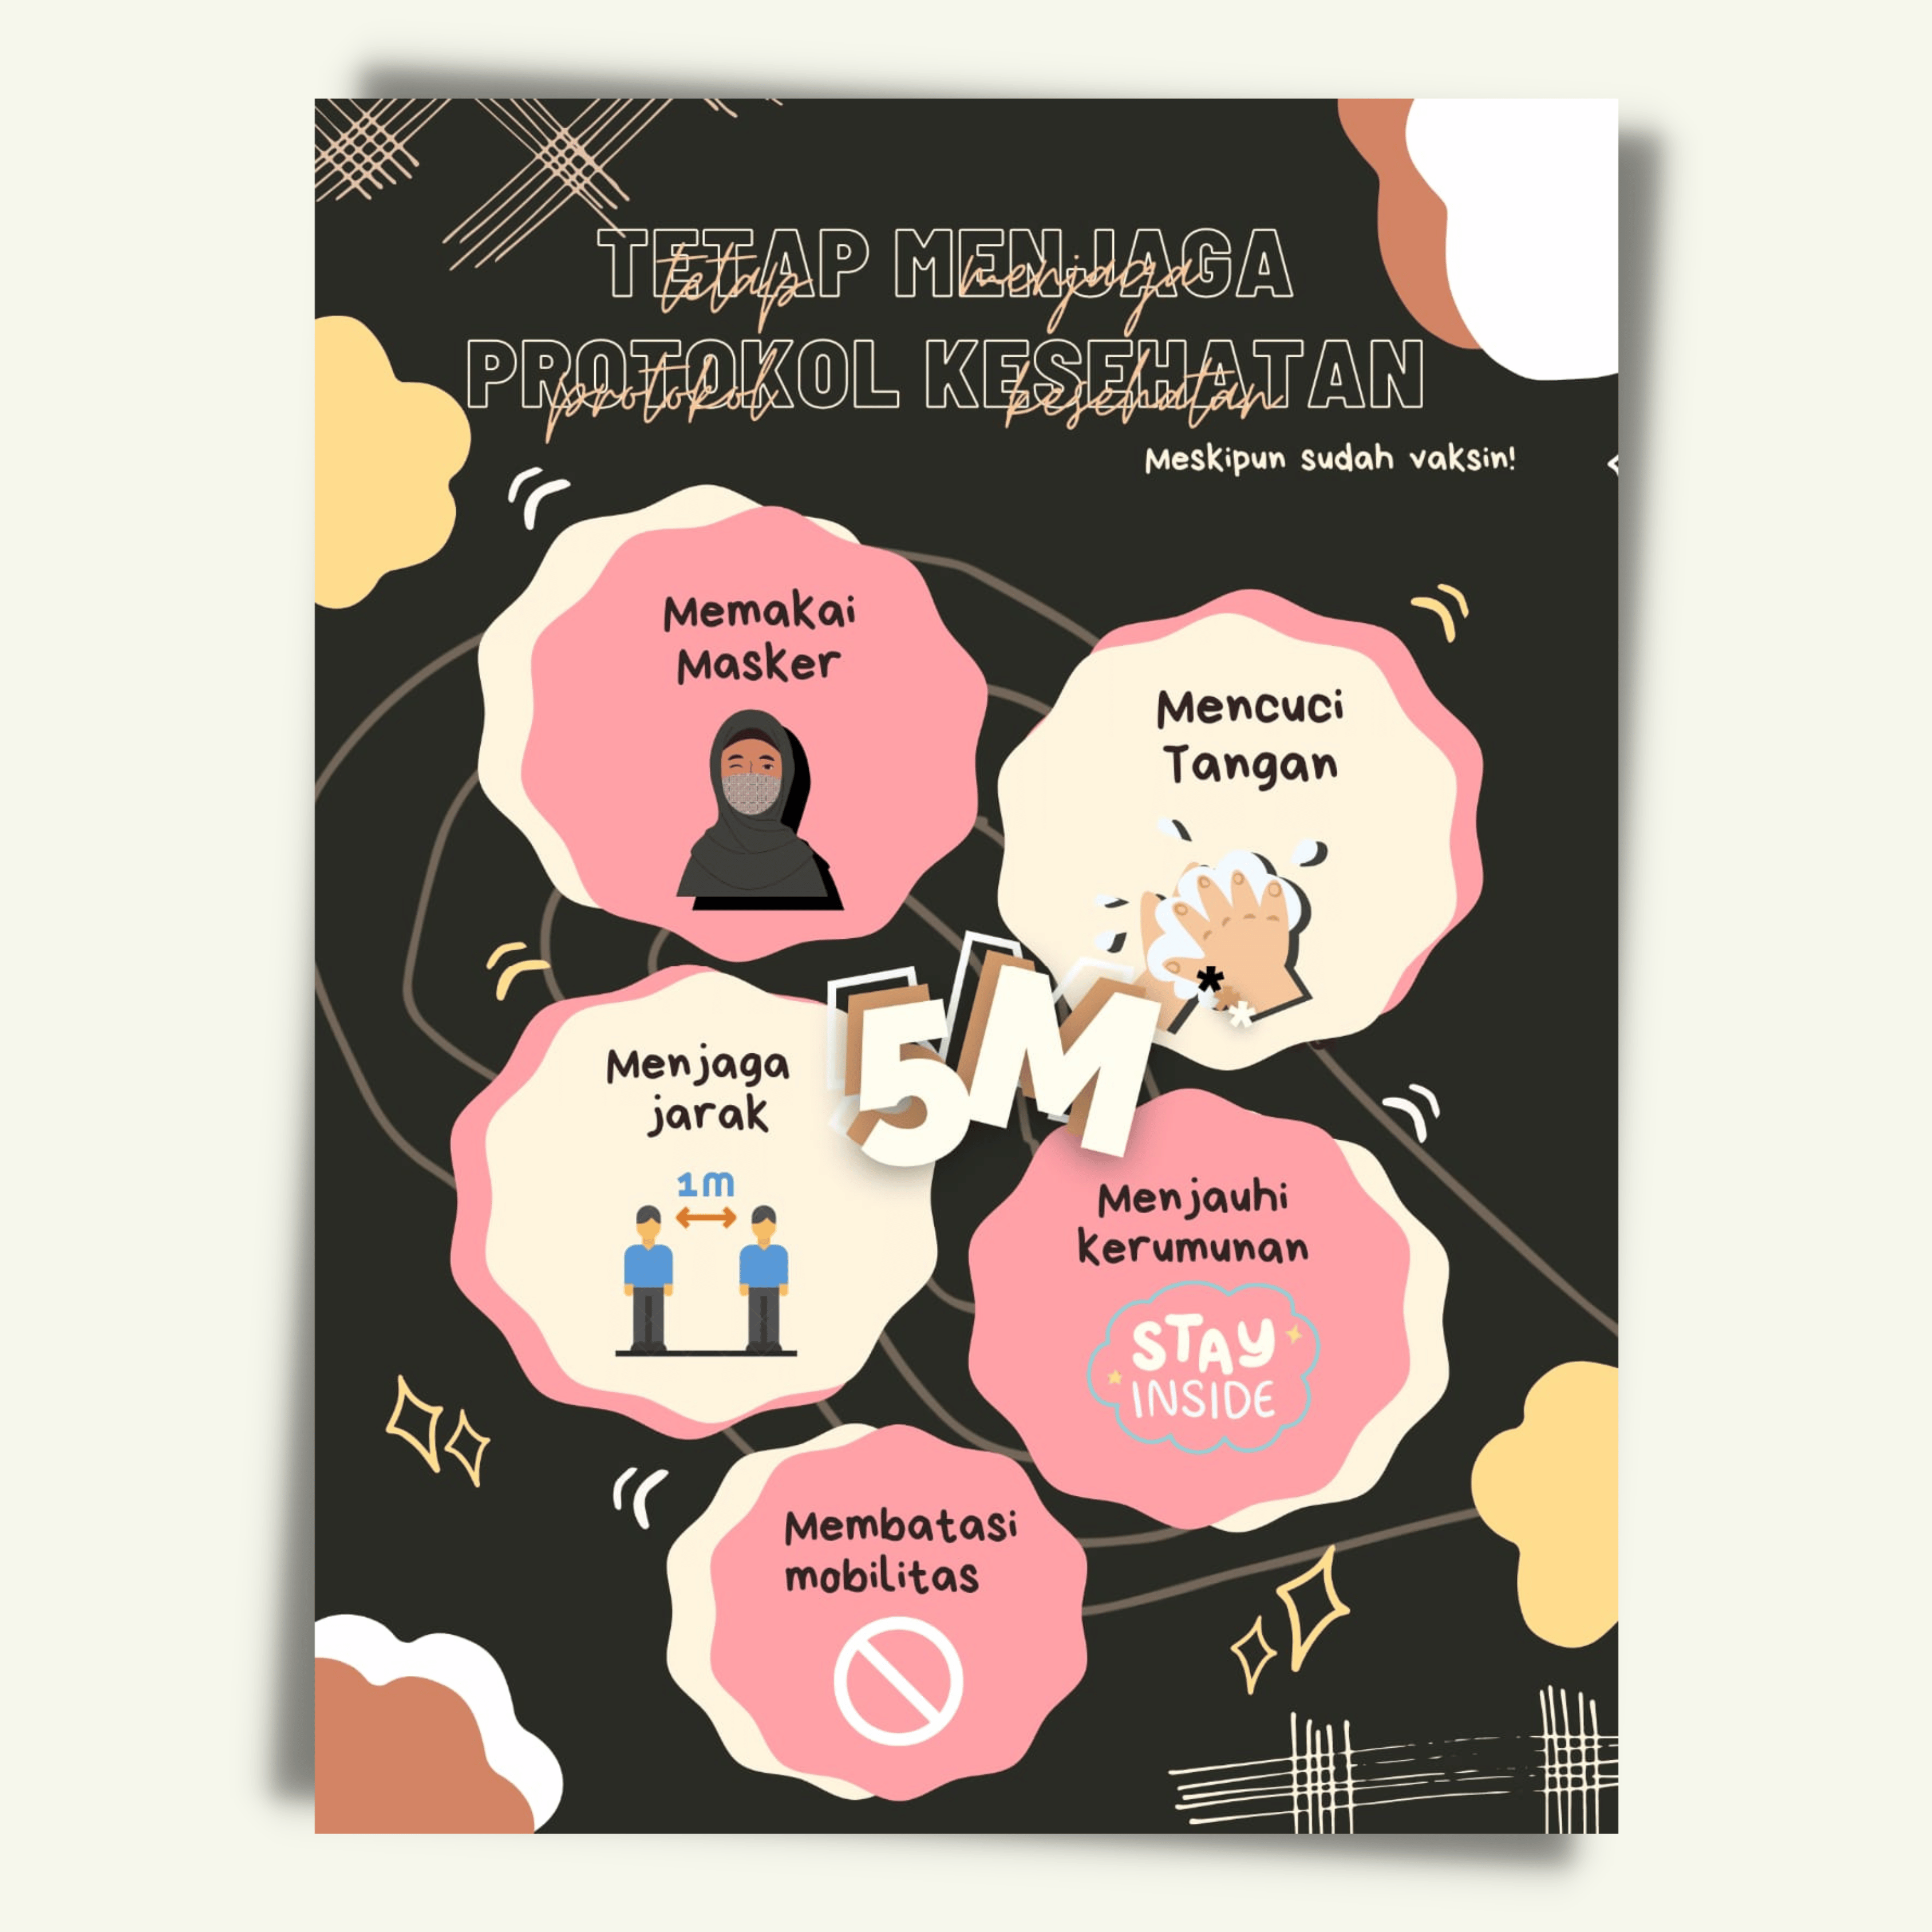 TETAP MENJAGA
tetap menjaga
PROTOKOL KESEHATAN
protokol kesehatan
Meskipun sudah vaksin!
Memakai
Masker
Mencuci
Tangan
5M
***
Menjaga
jarak
1M
Menjauhi
kerumunan
STAY
INSIDE
Membatasi
mobilitas